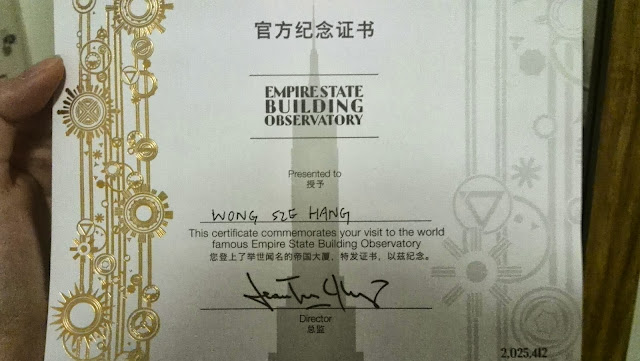 官方纪念证书
EMPIRE STATE
BUILDING
OBSERVATORY
Presented to
授予
WONG SZE HANG
This certificate commemorates your visit to the world
famous Empire State Building Observatory
您登上了举世闻名的帝国大厦，特发证书，以兹纪念。
Director
总监
2,025,412